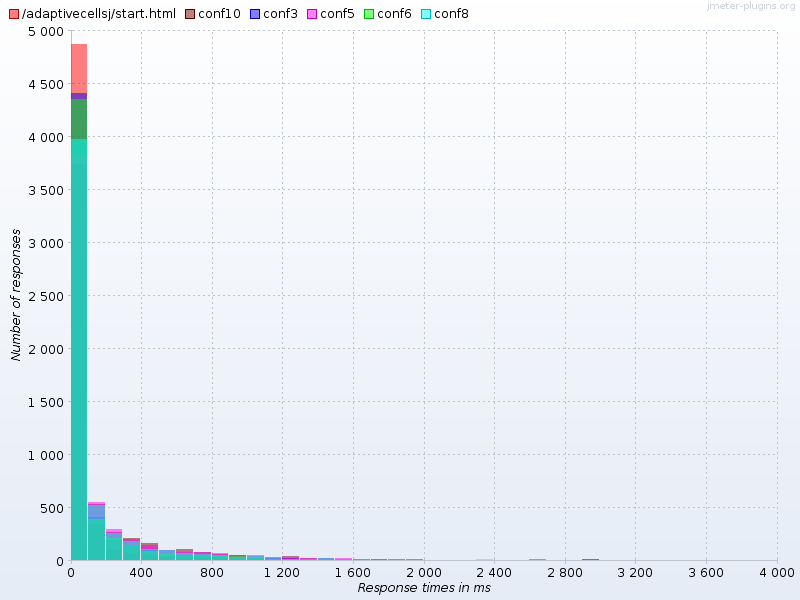 jmeter-plugins.org
/adaptivecellsj/start.html conf10 conf3 conf5 conf6 conf8
5 000
4 500
4 000
3 500
3 000
2 500
2 000
1 500
1 000
500
0
Number of responses
0 400 800 1 200 1 600 2 000 2 400 2 800 3 200 3 600 4 000
Response times in ms